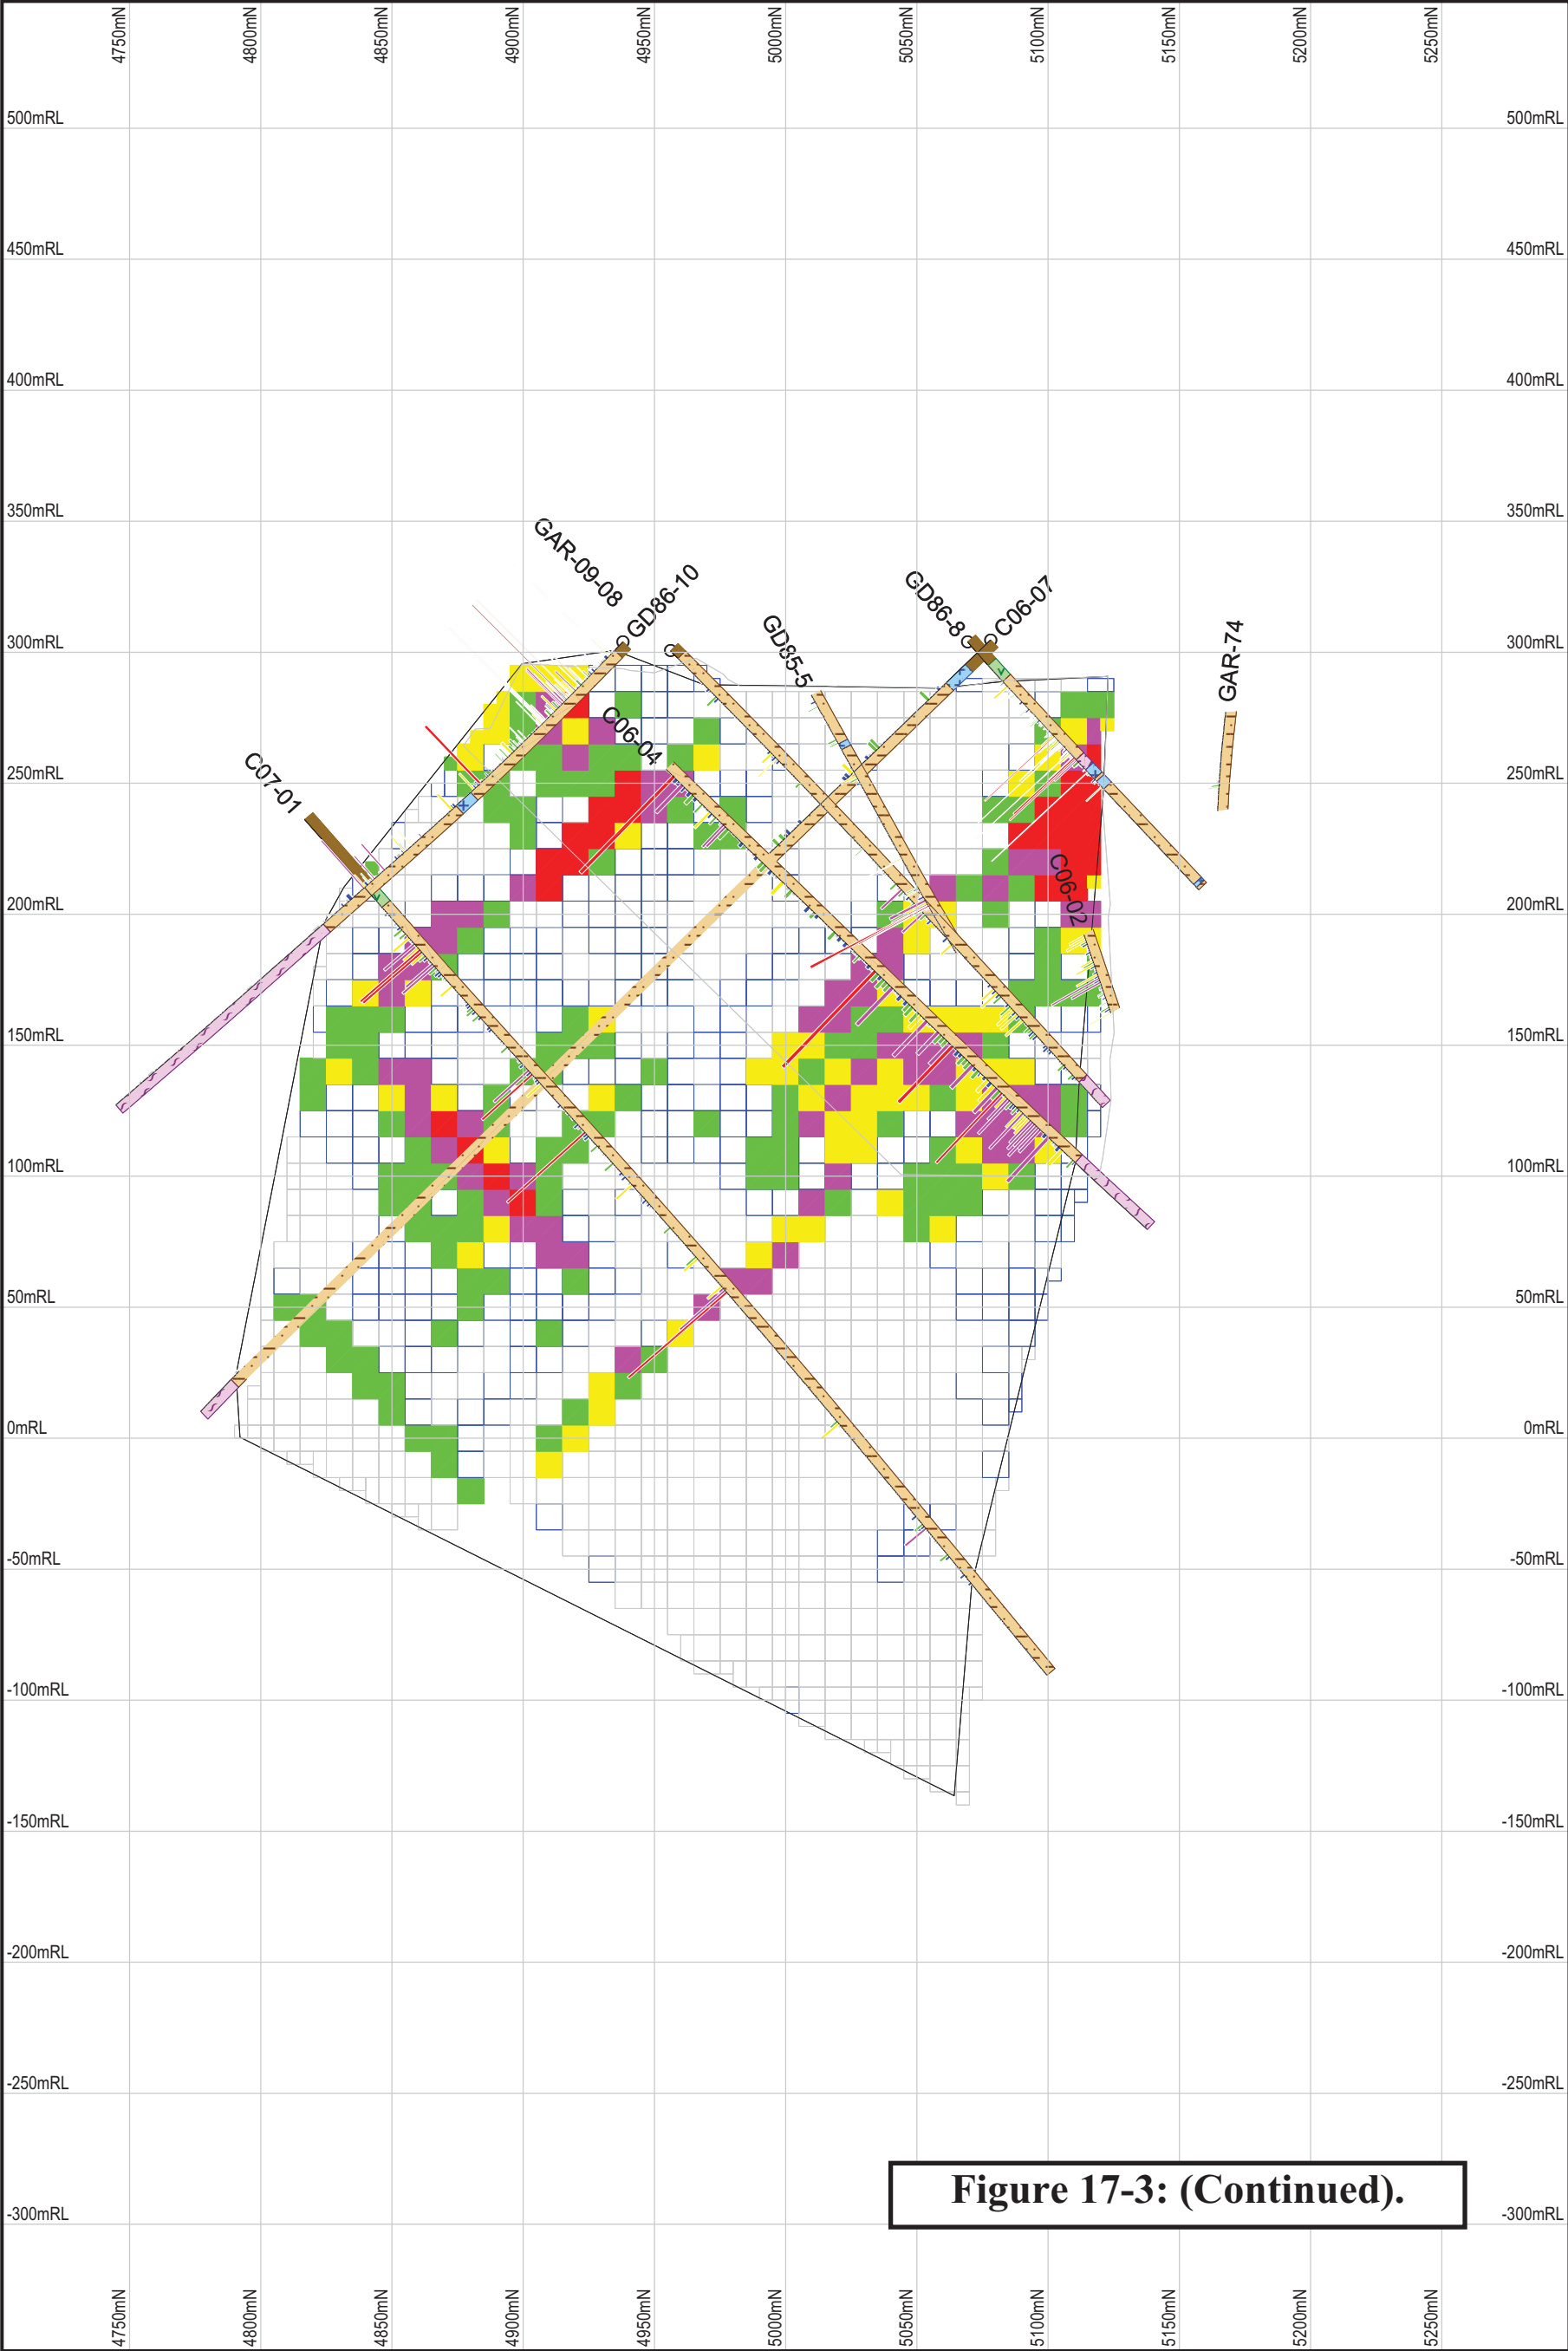 4750mN 4800mN 4850mN 4900mN 4950mN 5000mN 5050mN 5100mN 5150mN 5200mN 5250mN
500mRL 500mRL
450mRL 450mRL
400mRL 400mRL
350mRL 350mRL
GAR-09-08
GD86-10
GD86-8
C06-07
GD85-5
GAR-74
300mRL 300mRL
C06-04
C07-01
250mRL 250mRL
C06-02
200mRL 200mRL
150mRL 150mRL
100mRL 100mRL
50mRL 50mRL
0mRL 0mRL
-50mRL -50mRL
-100mRL -100mRL
-150mRL -150mRL
-200mRL -200mRL
-250mRL -250mRL
Figure 17-3: (Continued).
-300mRL -300mRL
4750mN 4800mN 4850mN 4900mN 4950mN 5000mN 5050mN 5100mN 5150mN 5200mN 5250mN